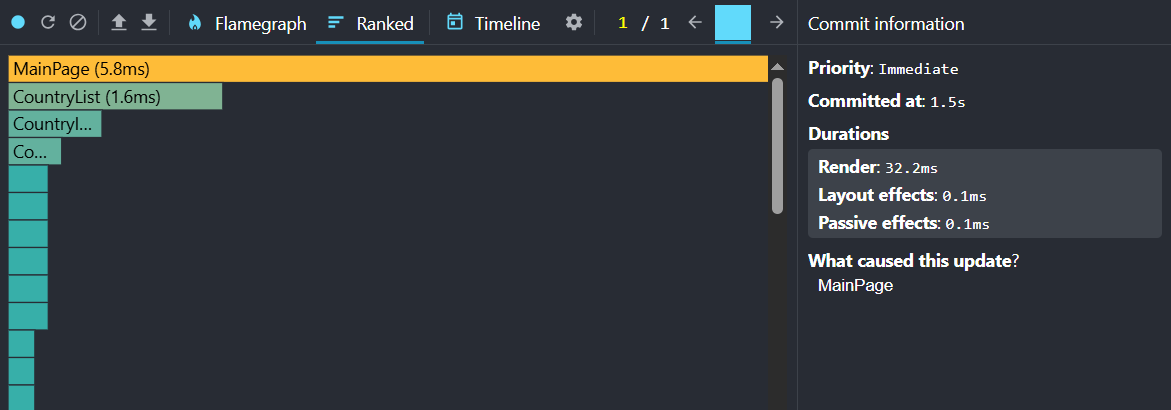 Flamegraph Ranked Timeline 1 / 1
MainPage (5.8ms)
CountryList (1.6ms)
CountryI...
Co...
Commit information
Priority: Immediate
Committed at: 1.5s
Durations
Render: 32.2ms
Layout effects: 0.1ms
Passive effects: 0.1ms
What caused this update?
MainPage